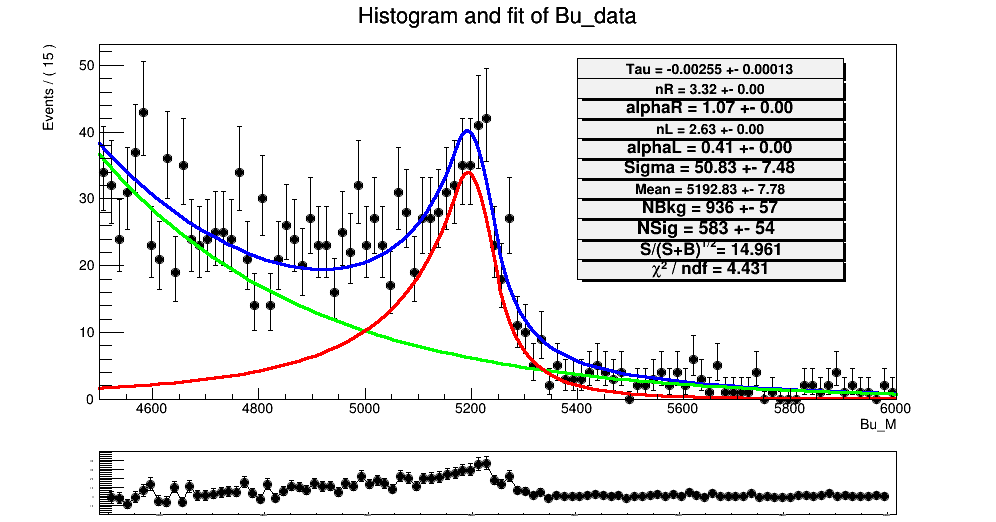 Histogram and fit of Bu_data
Events / ( 15 )
50
40
30
20
10
0
Tau = -0.00255 +- 0.00013
nR = 3.32 +- 0.00
alphaR = 1.07 +- 0.00
nL = 2.63 +- 0.00
alphaL = 0.41 +- 0.00
Sigma = 50.83 +- 7.48
Mean = 5192.83 +- 7.78
NBkg = 936 +- 57
NSig = 583 +- 54
S/(S+B)^{1/2}= 14.961
χ² / ndf = 4.431
4600 4800 5000 5200 5400 5600 5800 6000
Bu_M